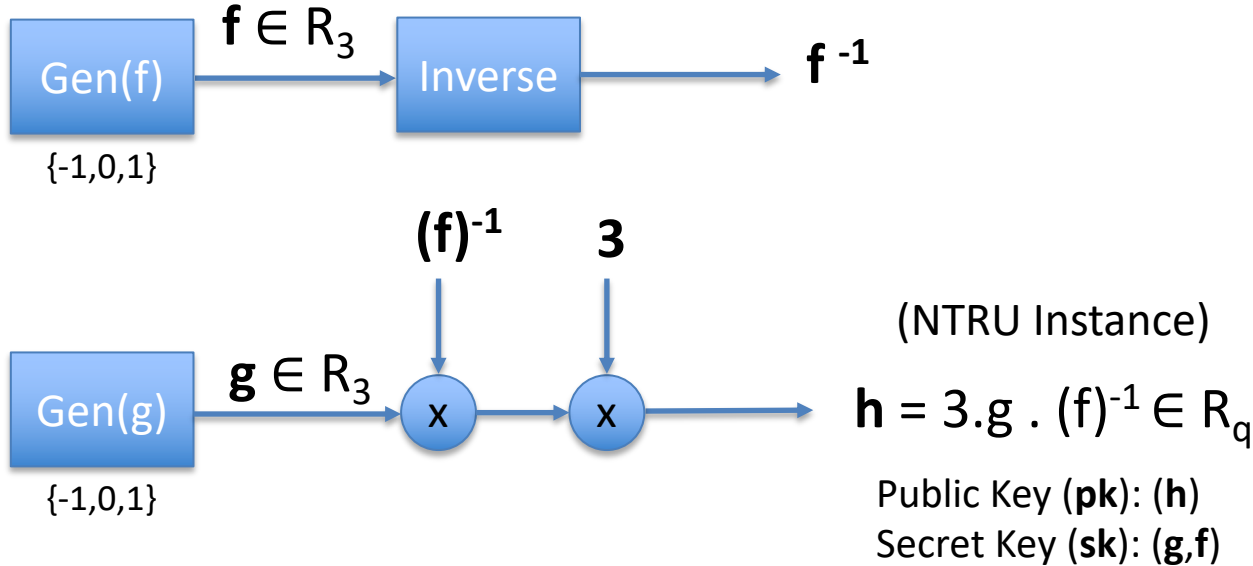 f ∈ R₃
Gen(f)
Inverse
f ⁻¹
{-1,0,1}
(f)⁻¹
3
(NTRU Instance)
g ∈ R₃
Gen(g)
x
x
h = 3.g . (f)⁻¹ ∈ R_q
{-1,0,1}
Public Key (pk): (h)
Secret Key (sk): (g,f)